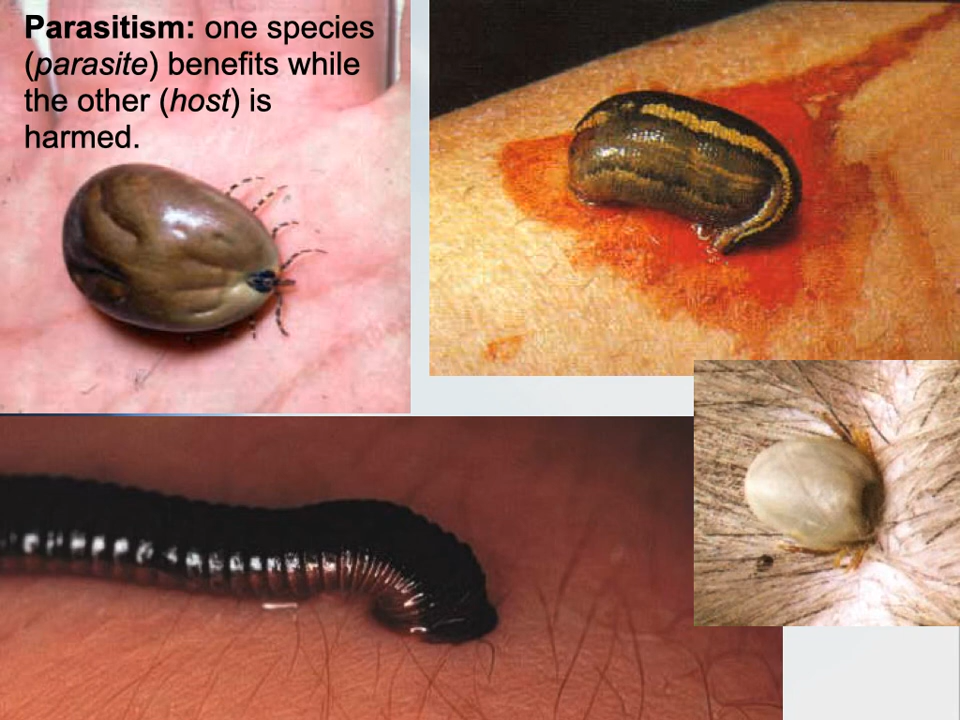 Parasitism: one species
(parasite) benefits while
the other (host) is
harmed.